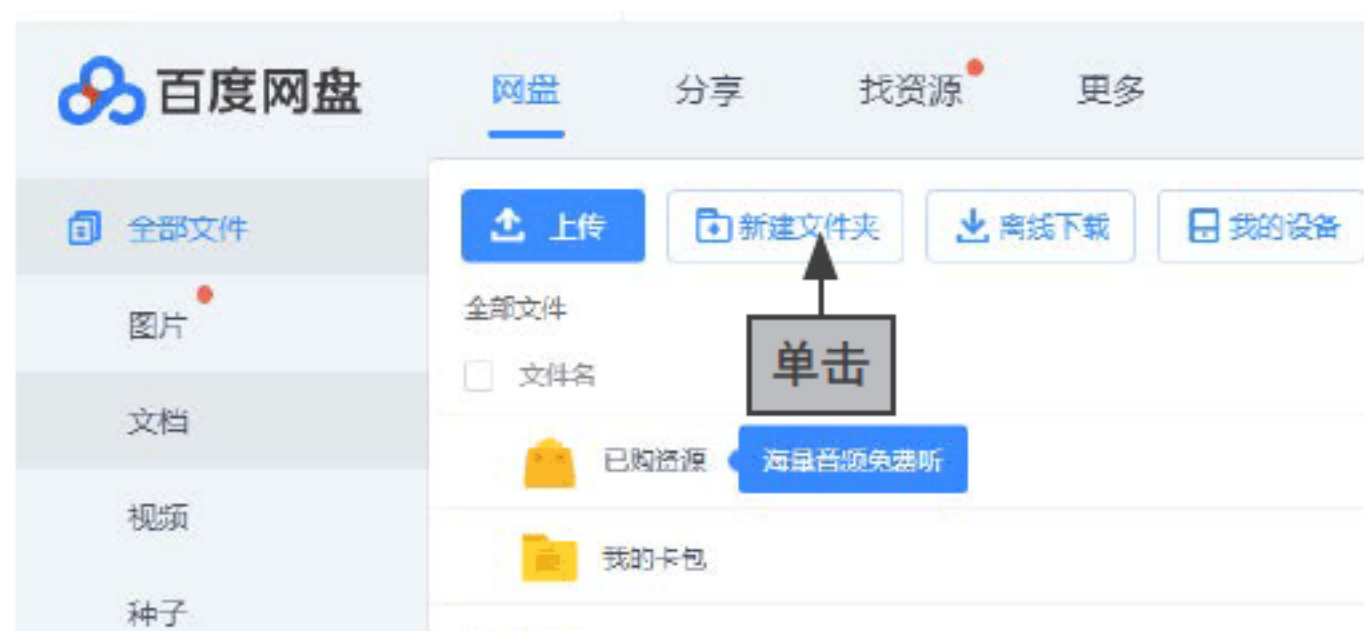 百度网盘 网盘 分享 找资源 更多
全部文件
图片
文档
视频
种子
上传 新建文件夹 离线下载 我的设备
全部文件
单击
文件名
已购资源 海量音频免费听
我的卡包